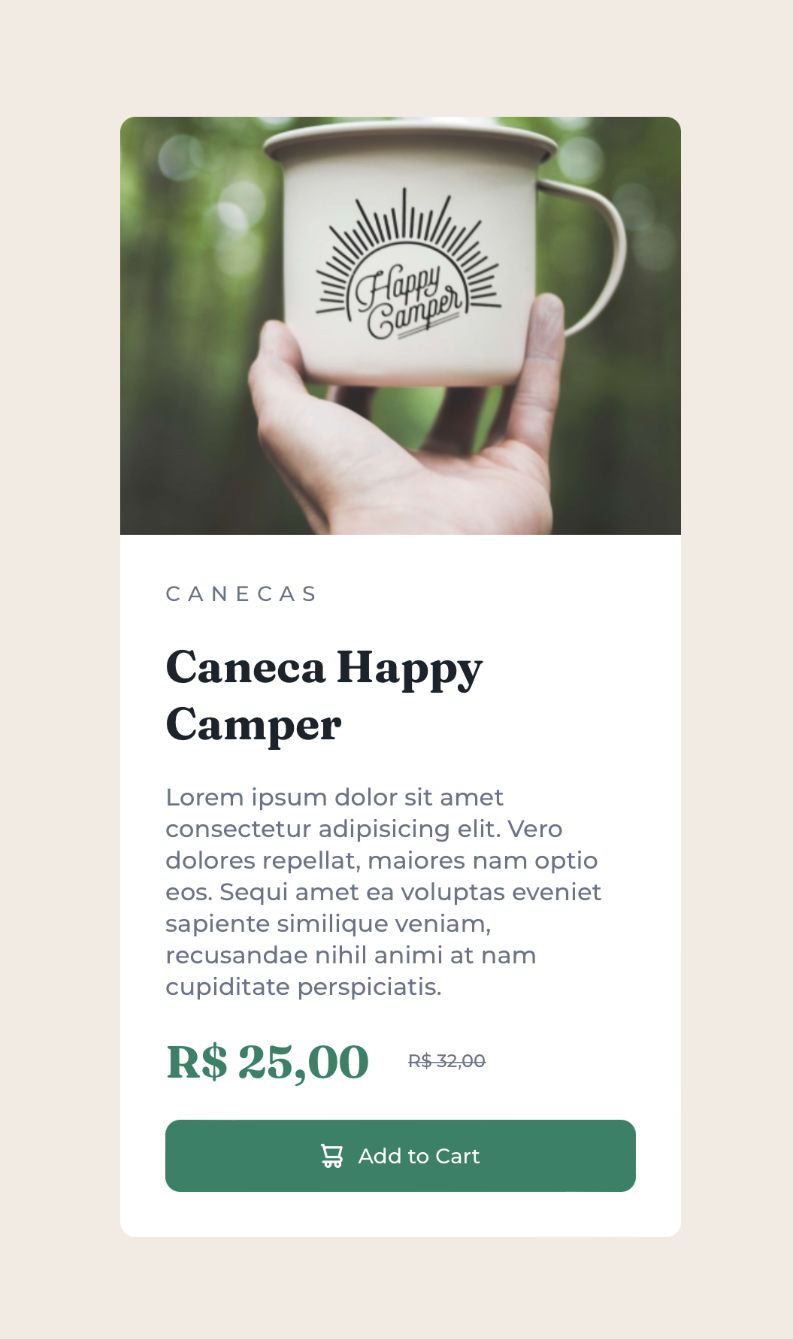 Happy
Camper
CANECAS
Caneca Happy
Camper
Lorem ipsum dolor sit amet
consectetur adipisicing elit. Vero
dolores repellat, maiores nam optio
eos. Sequi amet ea voluptas eveniet
sapiente similique veniam,
recusandae nihil animi at nam
cupiditate perspiciatis.
R$ 25,00 R$ 32,00
Add to Cart